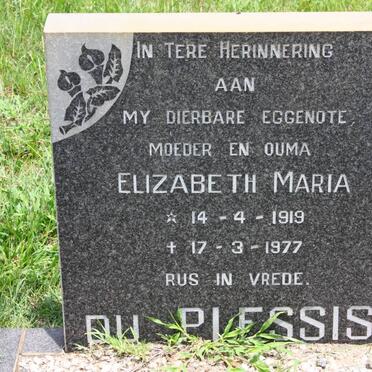 IN TERE HERINNERING
AAN
MY DIERBARE EGGENOTE,
MOEDER EN OUMA
ELIZABETH MARIA
☆ 14-4-1919
✝ 17-3-1977
RUS IN VREDE.
DU PLESSIS